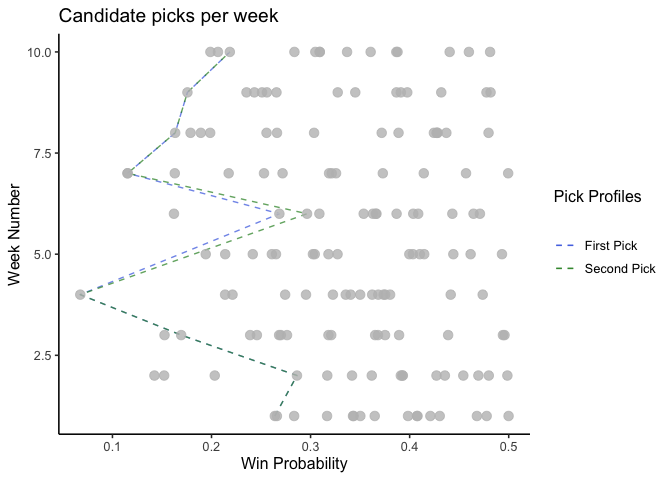 Candidate picks per week
10.0
7.5
5.0
2.5
Week Number
0.1 0.2 0.3 0.4 0.5
Win Probability
Pick Profiles
First Pick
Second Pick